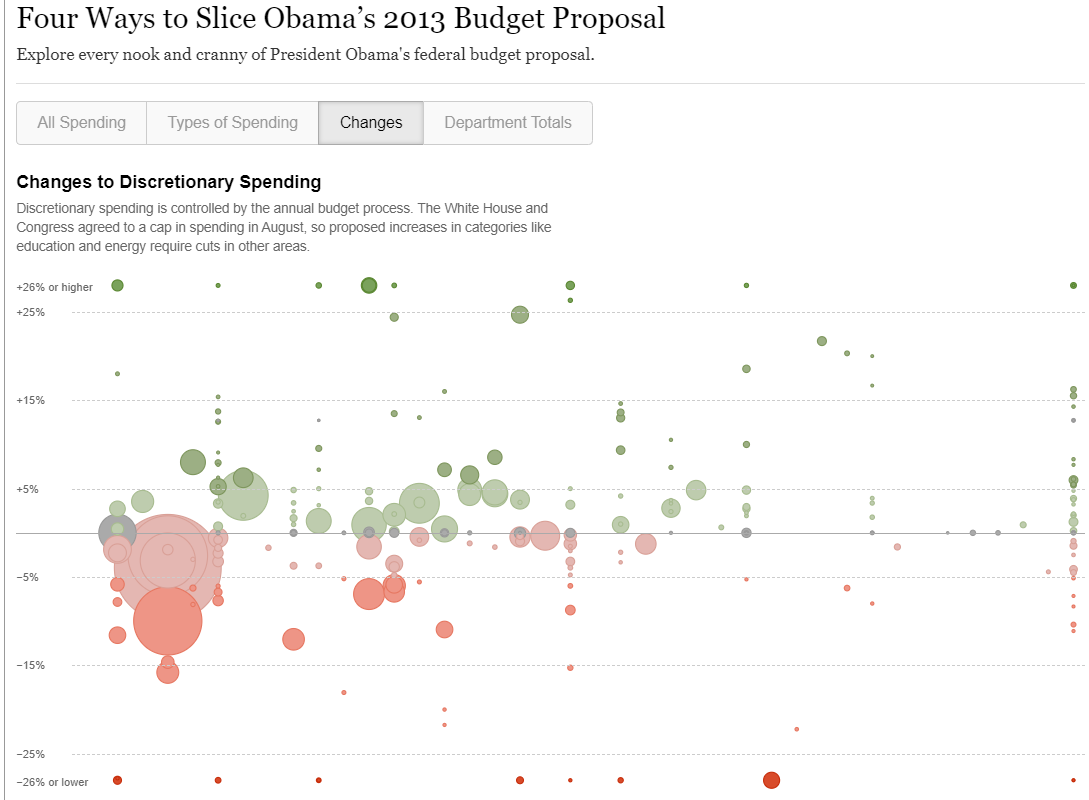 Four Ways to Slice Obama’s 2013 Budget Proposal
Explore every nook and cranny of President Obama's federal budget proposal.
All Spending
Types of Spending
Changes
Department Totals
Changes to Discretionary Spending
Discretionary spending is controlled by the annual budget process. The White House and
Congress agreed to a cap in spending in August, so proposed increases in categories like
education and energy require cuts in other areas.
+26% or higher
+25%
+15%
+5%
−5%
−15%
−25%
−26% or lower